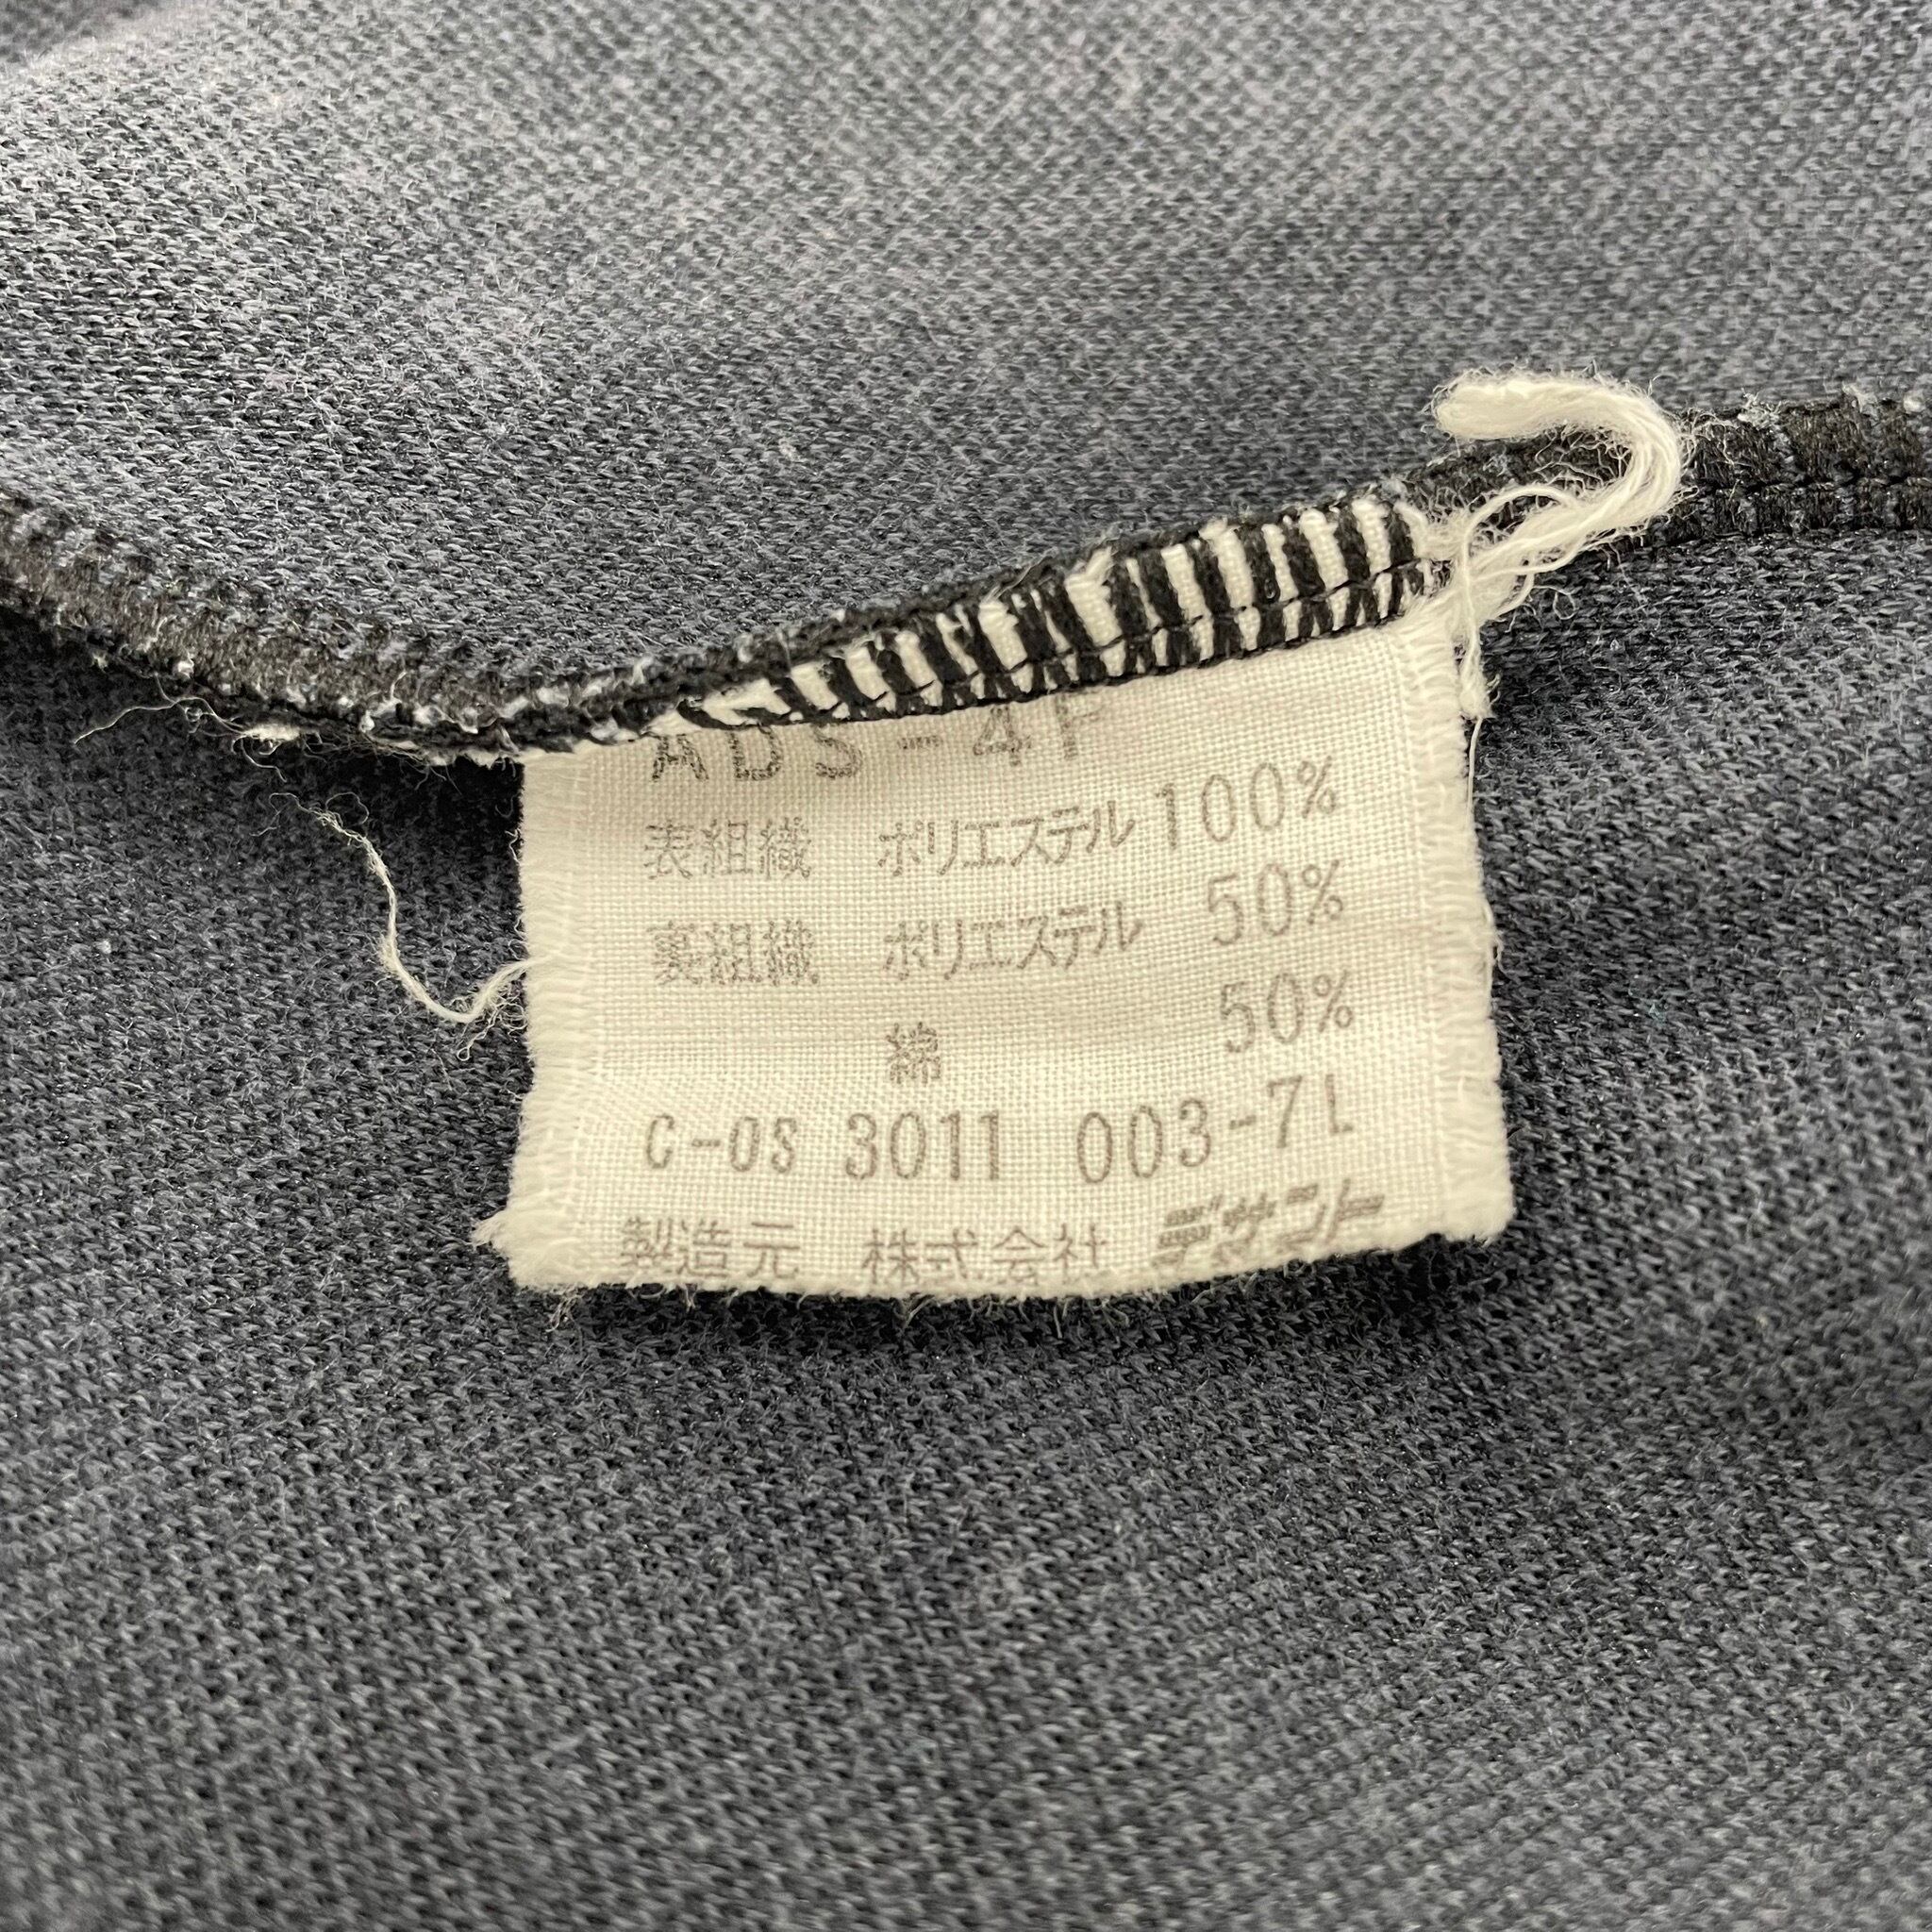 ADS-4F
表組織 ポリエステル 100%
裏組織 ポリエステル 50%
綿 50%
C-OS 3011 003-7L
製造元 株式会社 デサント